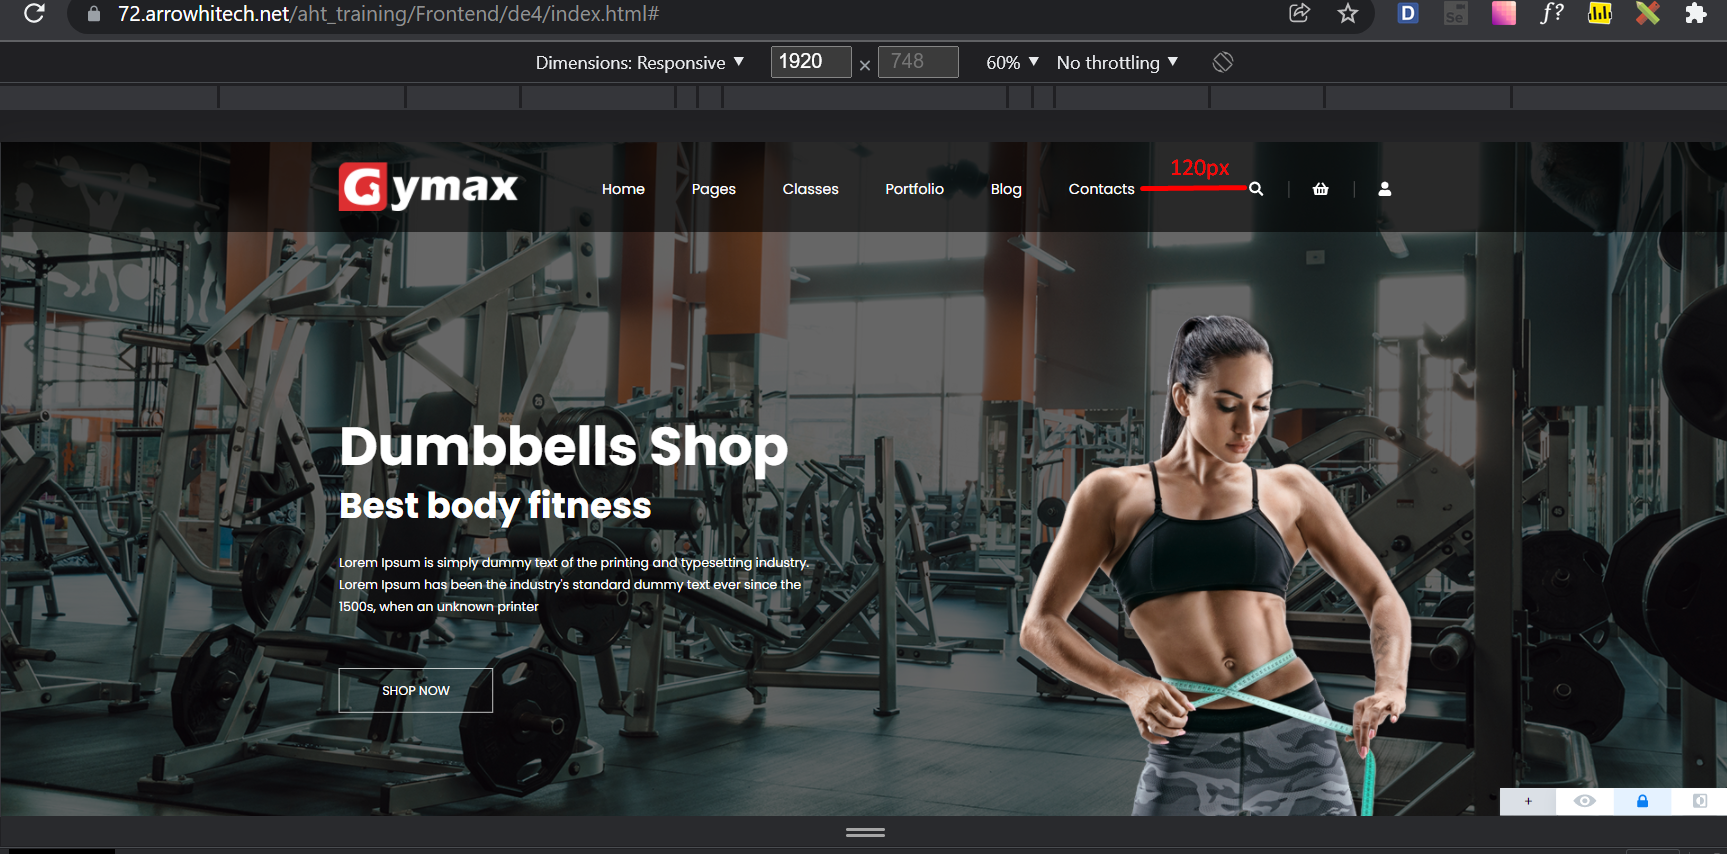 72.arrowhitech.net/aht_training/Frontend/de4/index.html#
D Se f?
Dimensions: Responsive ▼ 1920 × 748 60% ▼ No throttling ▼
Gymax Home Pages Classes Portfolio Blog Contacts 120px
Dumbbells Shop
Best body fitness
Lorem Ipsum is simply dummy text of the printing and typesetting industry.
Lorem Ipsum has been the industry's standard dummy text ever since the
1500s, when an unknown printer
SHOP NOW
+